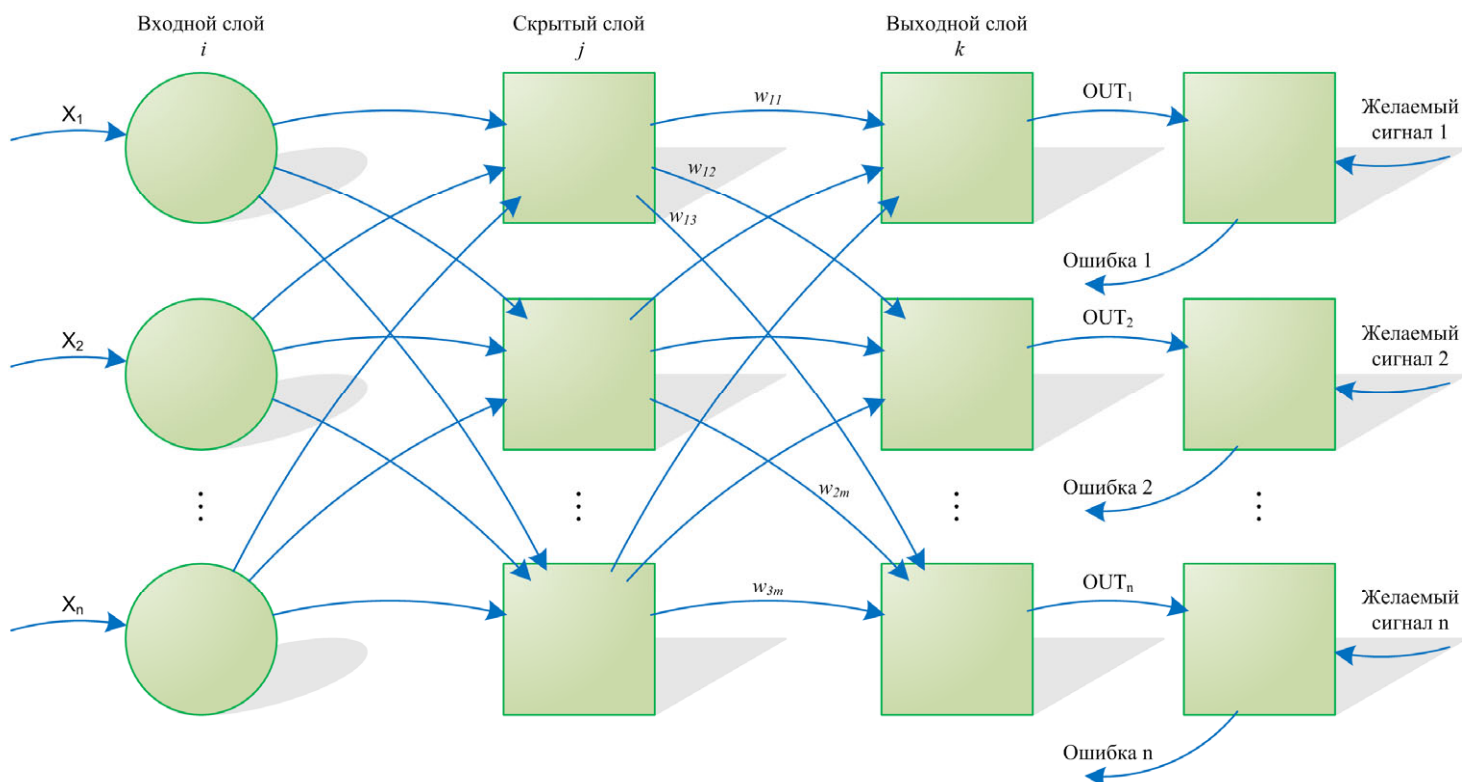 Входной слой
i
Скрытый слой
j
Выходной слой
k
X₁
w₁₁
OUT₁
Желаемый
сигнал 1
w₁₂
w₁₃
Ошибка 1
X₂
OUT₂
Желаемый
сигнал 2
w₂ₘ
Ошибка 2
Xₙ
w₃ₘ
OUTₙ
Желаемый
сигнал n
Ошибка n